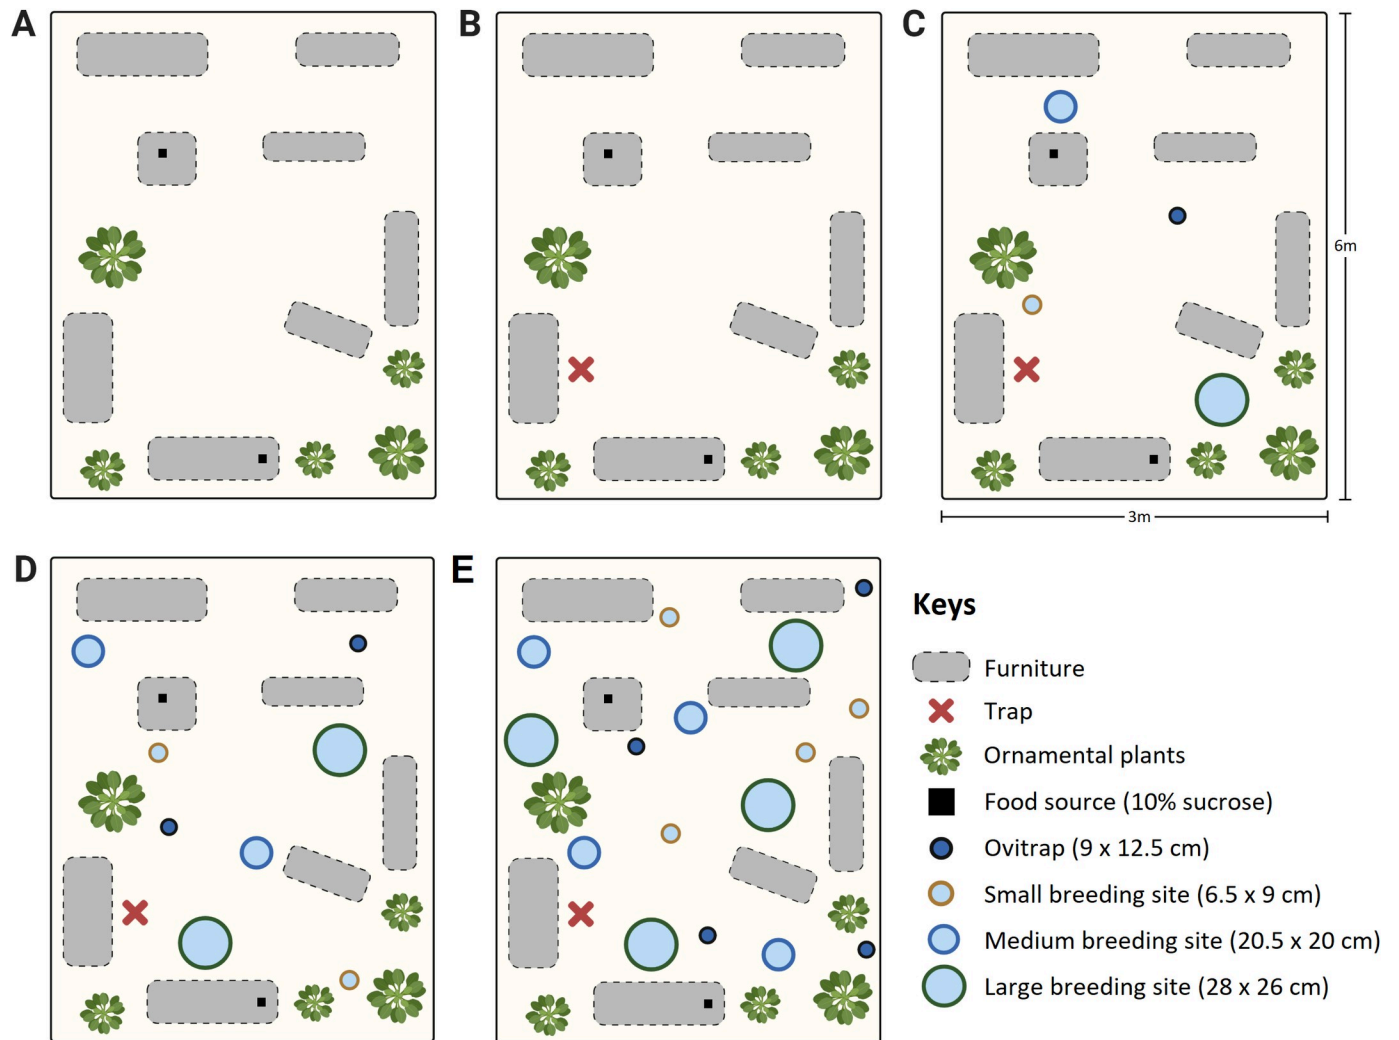 A
B
C
6m
3m
D
E
Keys
Furniture
Trap
Ornamental plants
Food source (10% sucrose)
Ovitrap (9 x 12.5 cm)
Small breeding site (6.5 x 9 cm)
Medium breeding site (20.5 x 20 cm)
Large breeding site (28 x 26 cm)